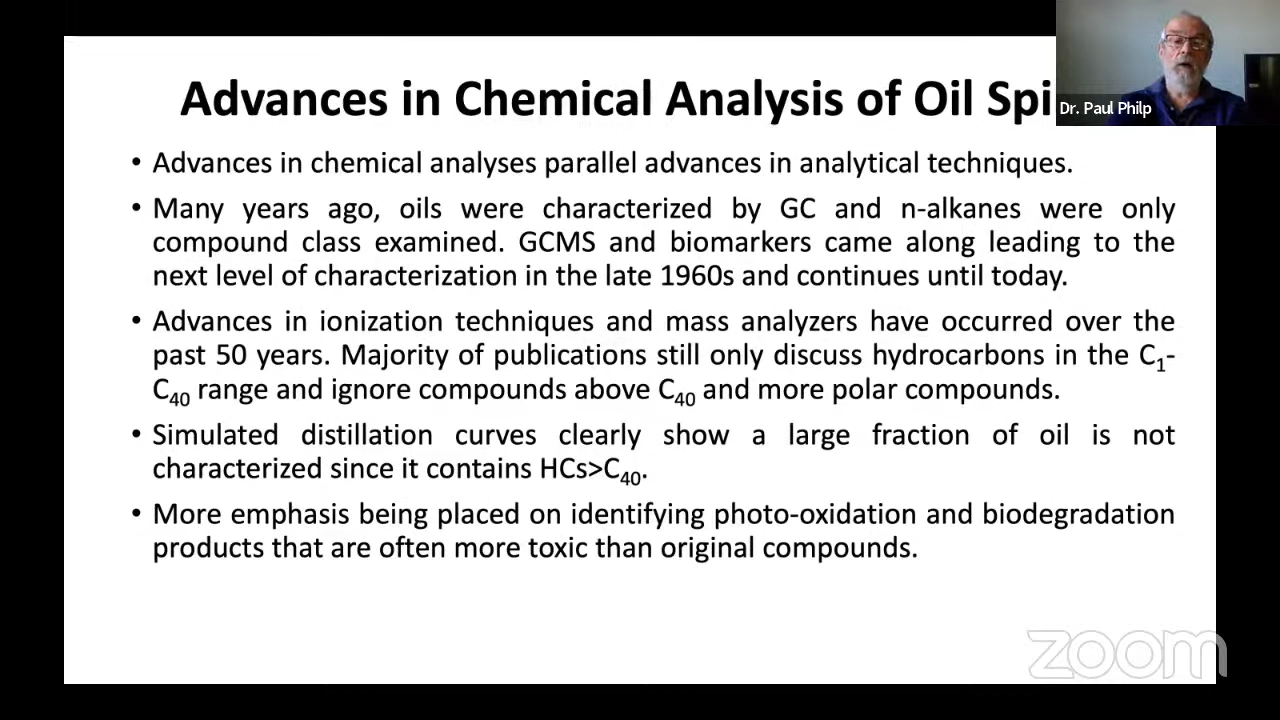 Advances in Chemical Analysis of Oil Spi
Dr. Paul Philp
• Advances in chemical analyses parallel advances in analytical techniques.
• Many years ago, oils were characterized by GC and n-alkanes were only
compound class examined. GCMS and biomarkers came along leading to the
next level of characterization in the late 1960s and continues until today.
• Advances in ionization techniques and mass analyzers have occurred over the
past 50 years. Majority of publications still only discuss hydrocarbons in the C₁-
C₄₀ range and ignore compounds above C₄₀ and more polar compounds.
• Simulated distillation curves clearly show a large fraction of oil is not
characterized since it contains HCs>C₄₀.
• More emphasis being placed on identifying photo-oxidation and biodegradation
products that are often more toxic than original compounds.
zoom